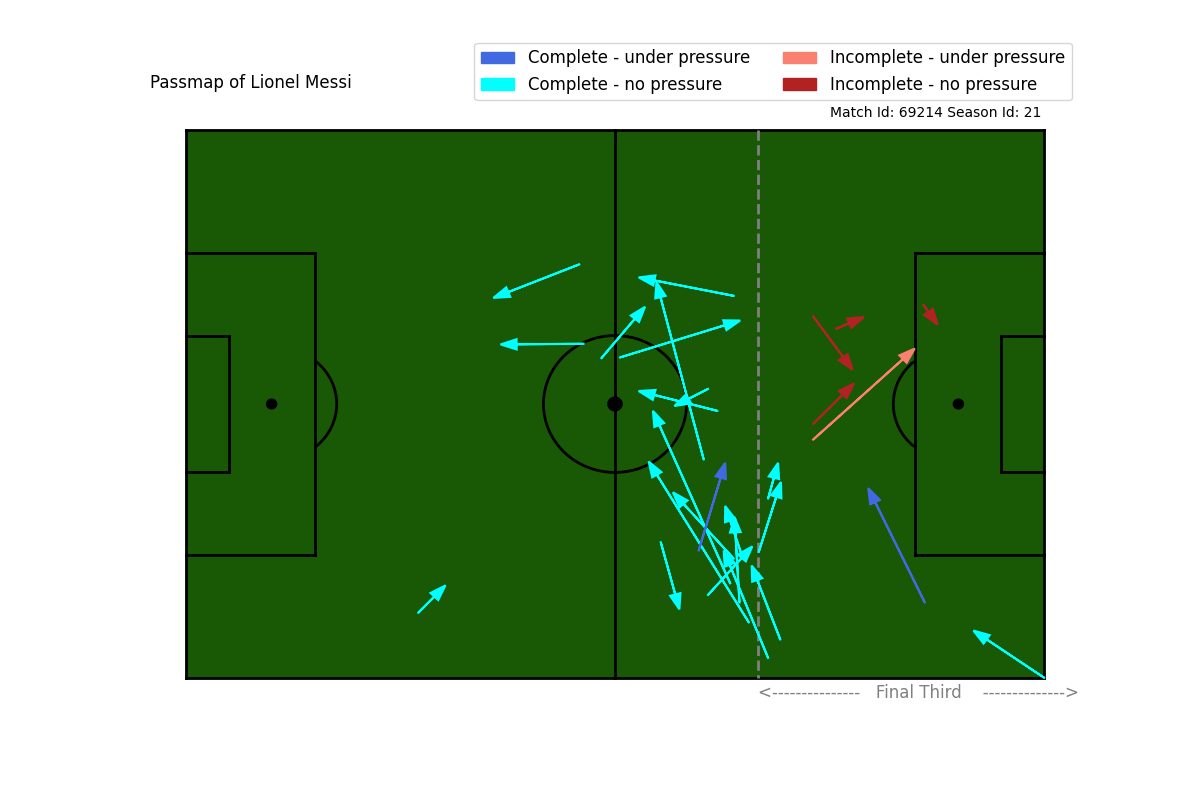 Passmap of Lionel Messi
Complete - under pressure
Complete - no pressure
Incomplete - under pressure
Incomplete - no pressure
Match Id: 69214 Season Id: 21
<---------------- Final Third --------------->